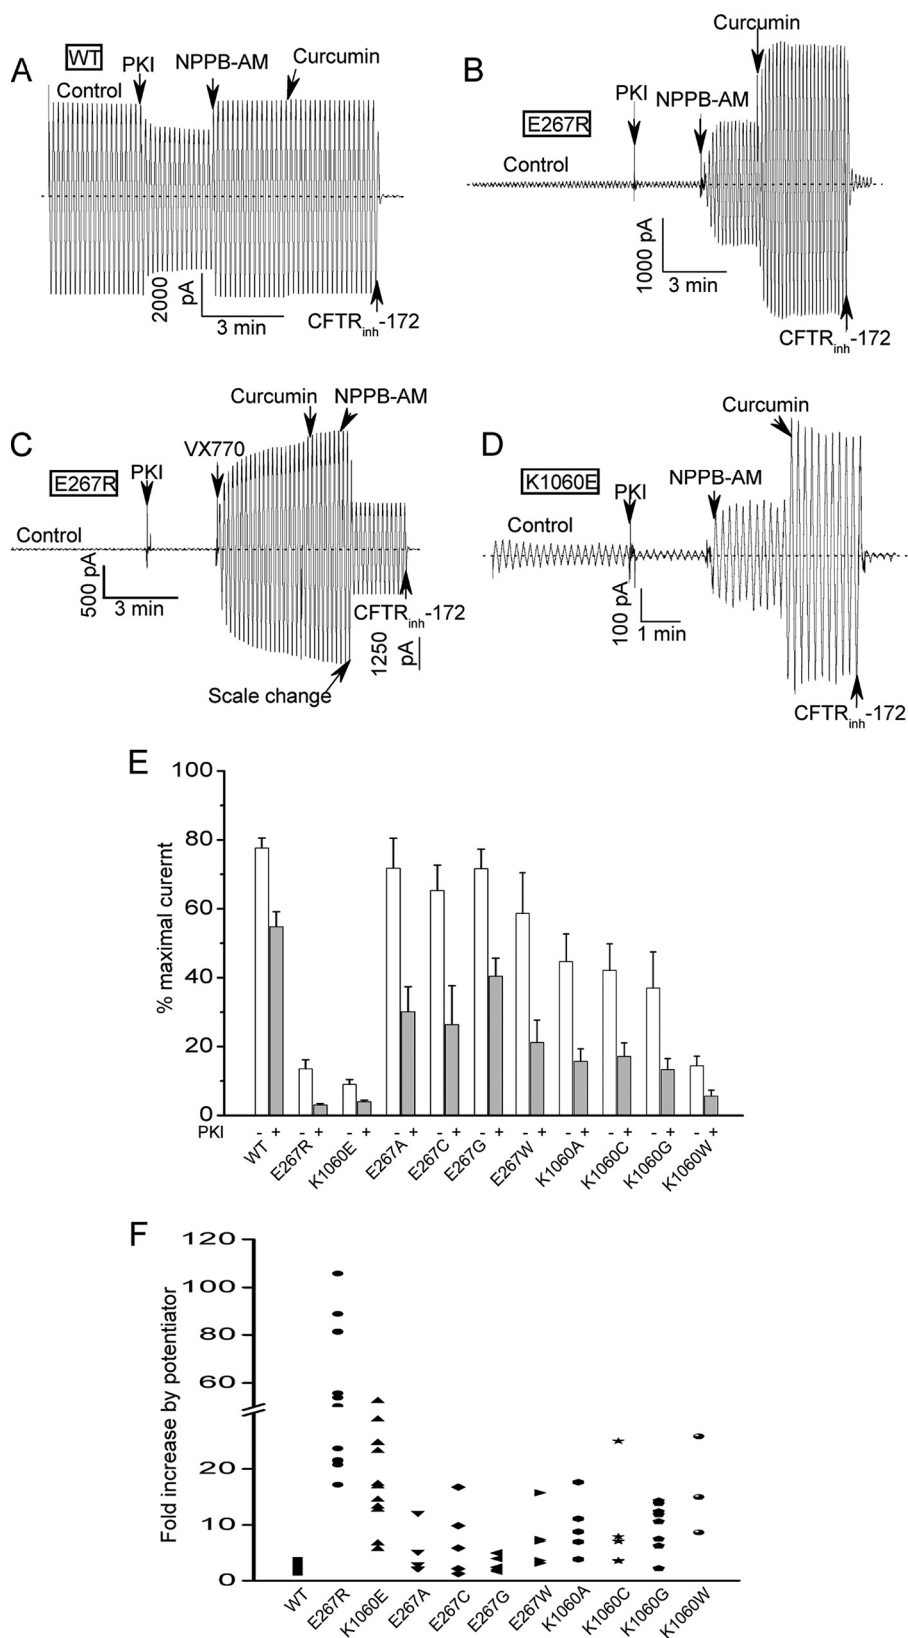 A
WT
Control
PKI
NPPB-AM
Curcumin
2000
pA
3 min
CFTRinh-172
B
E267R
Control
PKI
NPPB-AM
Curcumin
1000 pA
3 min
CFTRinh-172
C
E267R
Control
PKI
VX770
Curcumin
NPPB-AM
500 pA
3 min
Scale change
CFTRinh-172
1250
pA
D
K1060E
Control
PKI
NPPB-AM
Curcumin
100 pA
1 min
CFTRinh-172
E
% maximal curernt
100
80
60
40
20
0
PKI - + - + - + - + - + - + - + - + - + - + - +
WT E267R K1060E E267A E267C E267G E267W K1060A K1060C K1060G K1060W
F
Fold increase by potentiator
120
100
80
60
20
10
0
WT E267R K1060E E267A E267C E267G E267W K1060A K1060C K1060G K1060W